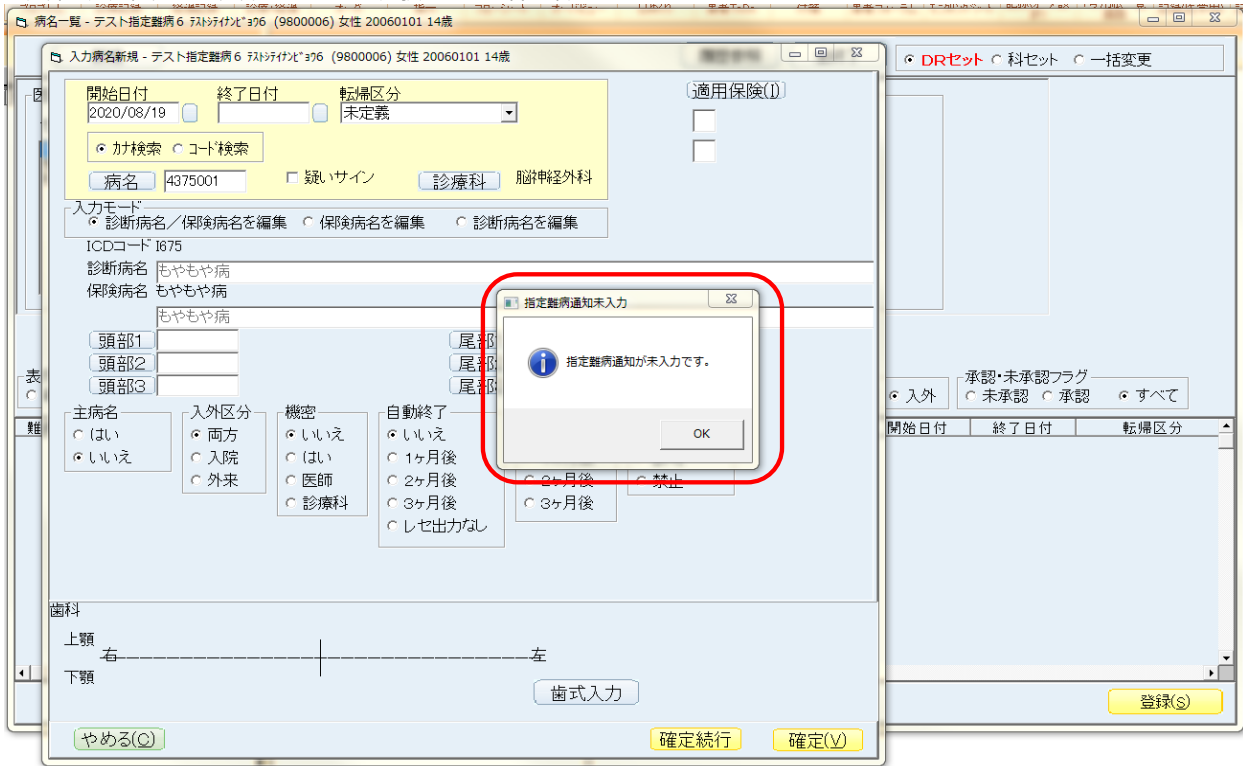 病名一覧 - テスト指定難病６ ﾃｽﾄｼﾃｲﾅﾝﾋﾞｮｳ6 (9800006) 女性 20060101 14歳
入力病名新規 - テスト指定難病６ ﾃｽﾄｼﾃｲﾅﾝﾋﾞｮｳ6 (9800006) 女性 20060101 14歳
DRセット 科セット 一括変更
開始日付 終了日付 転帰区分
2020/08/19 未定義
適用保険(I)
ｶﾅ検索 ｺｰﾄﾞ検索
病名 4375001 疑いサイン 診療科 脳神経外科
入力モード
診断病名／保険病名を編集 保険病名を編集 診断病名を編集
ICDコード I675
診断病名 もやもや病
保険病名 もやもや病
もやもや病
指定難病通知未入力
指定難病通知が未入力です。
OK
頭部1
頭部2
頭部3
尾部
尾部
尾部
表
承認・未承認フラグ
入外 未承認 承認 すべて
主病名 入外区分 機密 自動終了
はい 両方 いいえ いいえ
いいえ 入院 はい 1ヶ月後
外来 医師 2ヶ月後 2ヶ月後 禁止
診療科 3ヶ月後 3ヶ月後
レセ出力なし
難
開始日付 終了日付 転帰区分
歯科
上顎
右 左
下顎
歯式入力
登録(S)
やめる(C) 確定続行 確定(V)